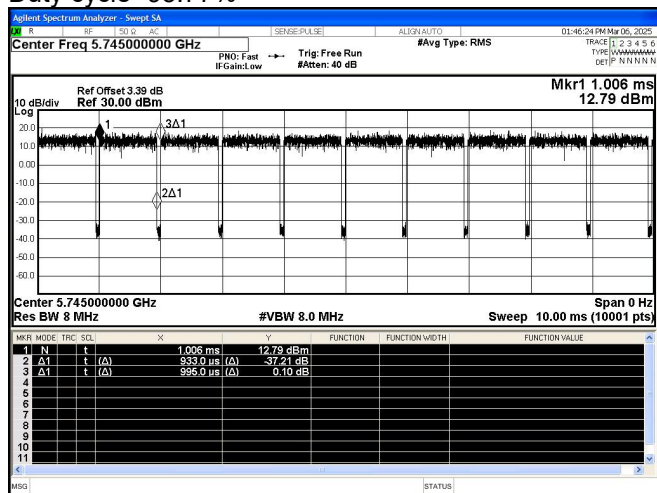 Agilent Spectrum Analyzer - Swept SA
R RF 50 Ω AC SENSE:PULSE ALIGN AUTO 01:46:24 PM Mar 06, 2025
Center Freq 5.745000000 GHz #Avg Type: RMS TRACE 1 2 3 4 5 6
PNO: Fast Trig: Free Run TYPE
IFGain:Low #Atten: 40 dB DET P N N N N N
Ref Offset 3.39 dB Mkr1 1.006 ms
10 dB/div Ref 30.00 dBm 12.79 dBm
Log
1 3Δ1
20.0
10.0
0.00
-10.0
2Δ1
-20.0
-30.0
-40.0
-50.0
-60.0
Center 5.745000000 GHz Span 0 Hz
Res BW 8 MHz #VBW 8.0 MHz Sweep 10.00 ms (10001 pts)
MKR MODE TRC SCL X Y FUNCTION FUNCTION WIDTH FUNCTION VALUE
1 N t 1.006 ms 12.79 dBm
2 Δ1 t (Δ) 933.0 us (Δ) -37.21 dB
3 Δ1 t (Δ) 995.0 us (Δ) 0.10 dB
4
5
6
7
8
9
10
11
MSG STATUS